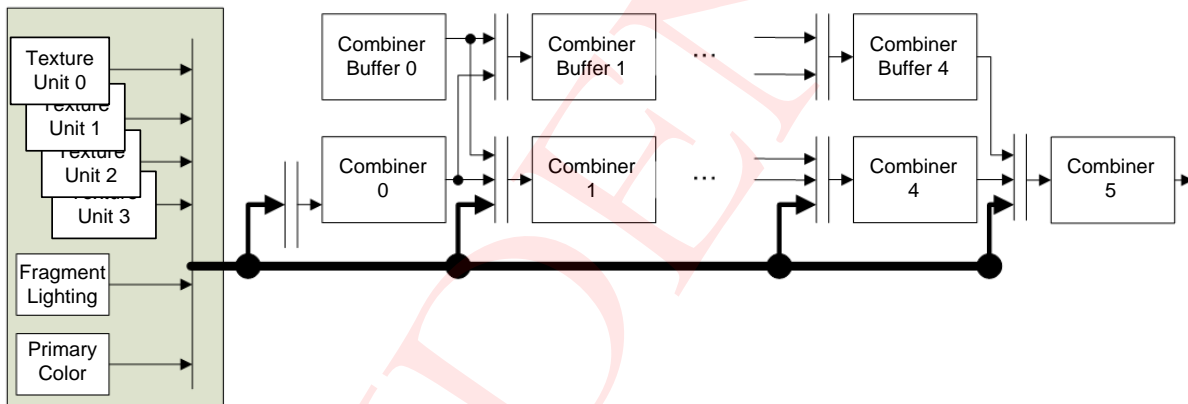 Texture
Unit 0
Texture
Unit 1
Texture
Unit 2
Texture
Unit 3
Fragment
Lighting
Primary
Color
Combiner
Buffer 0
Combiner
Buffer 1
...
Combiner
Buffer 4
Combiner
0
Combiner
1
...
Combiner
4
Combiner
5